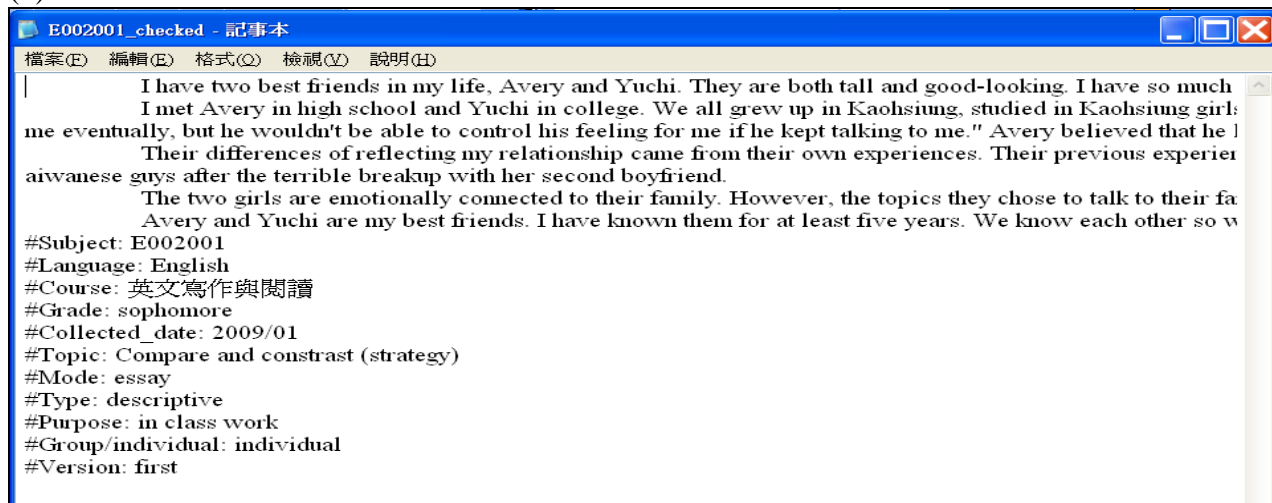 E002001_checked - 記事本
檔案(F) 編輯(E) 格式(O) 檢視(V) 說明(H)
I have two best friends in my life, Avery and Yuchi. They are both tall and good-looking. I have so much
I met Avery in high school and Yuchi in college. We all grew up in Kaohsiung, studied in Kaohsiung girls
me eventually, but he wouldn't be able to control his feeling for me if he kept talking to me." Avery believed that he
Their differences of reflecting my relationship came from their own experiences. Their previous
aiwanese guys after the terrible breakup with her second boyfriend.
The two girls are emotionally connected to their family. However, the topics they chose to talk to their
Avery and Yuchi are my best friends. I have known them for at least five years. We know each other so
#Subject: E002001
#Language: English
#Course: 英文寫作與閱讀
#Grade: sophomore
#Collected_date: 2009/01
#Topic: Compare and constrast (strategy)
#Mode: essay
#Type: descriptive
#Purpose: in class work
#Group/individual: individual
#Version: first